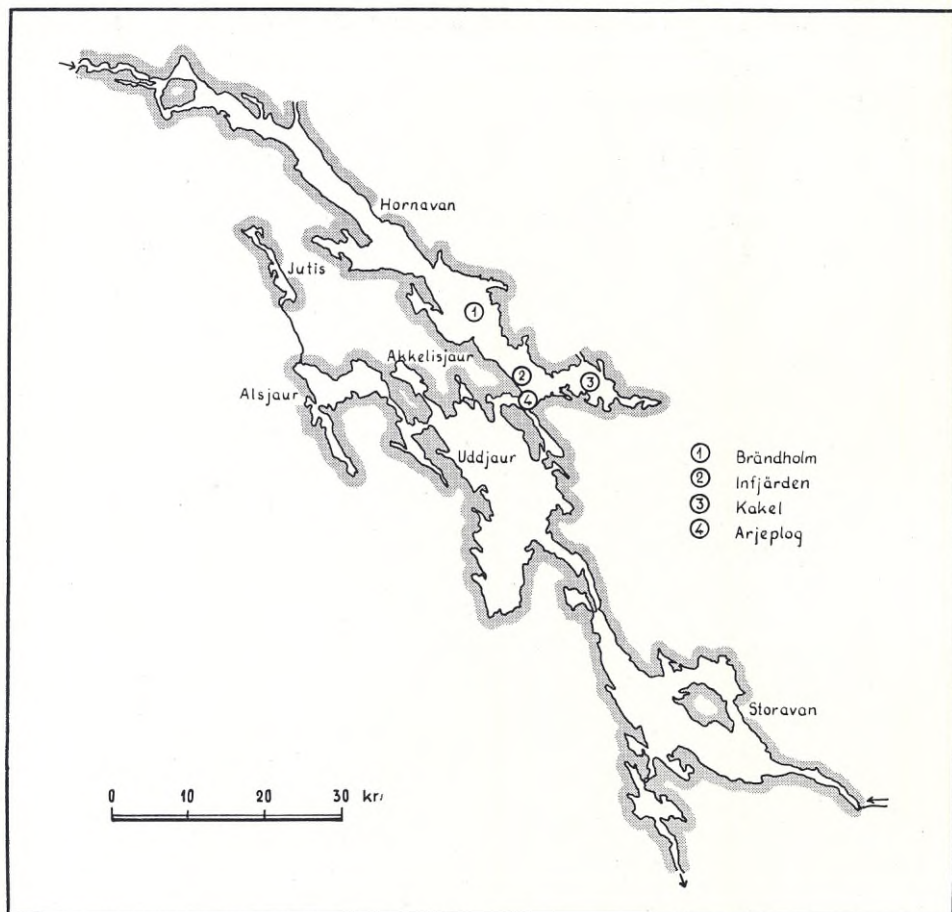 Hornavan
Jutis
Akkelisjaur
Alsjaur
Uddjaur
① Brändholm
② Infjärden
③ Kakel
④ Arjeplog
Storavan
0 10 20 30 kr
1
2
3
4